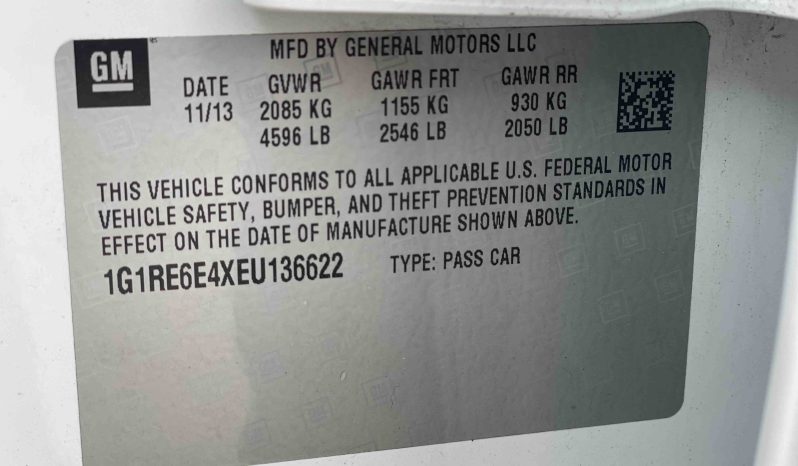 GM
MFD BY GENERAL MOTORS LLC
DATE GVWR GAWR FRT GAWR RR
11/13 2085 KG 1155 KG 930 KG
4596 LB 2546 LB 2050 LB
THIS VEHICLE CONFORMS TO ALL APPLICABLE U.S. FEDERAL MOTOR
VEHICLE SAFETY, BUMPER, AND THEFT PREVENTION STANDARDS IN
EFFECT ON THE DATE OF MANUFACTURE SHOWN ABOVE.
1G1RE6E4XEU136622 TYPE: PASS CAR